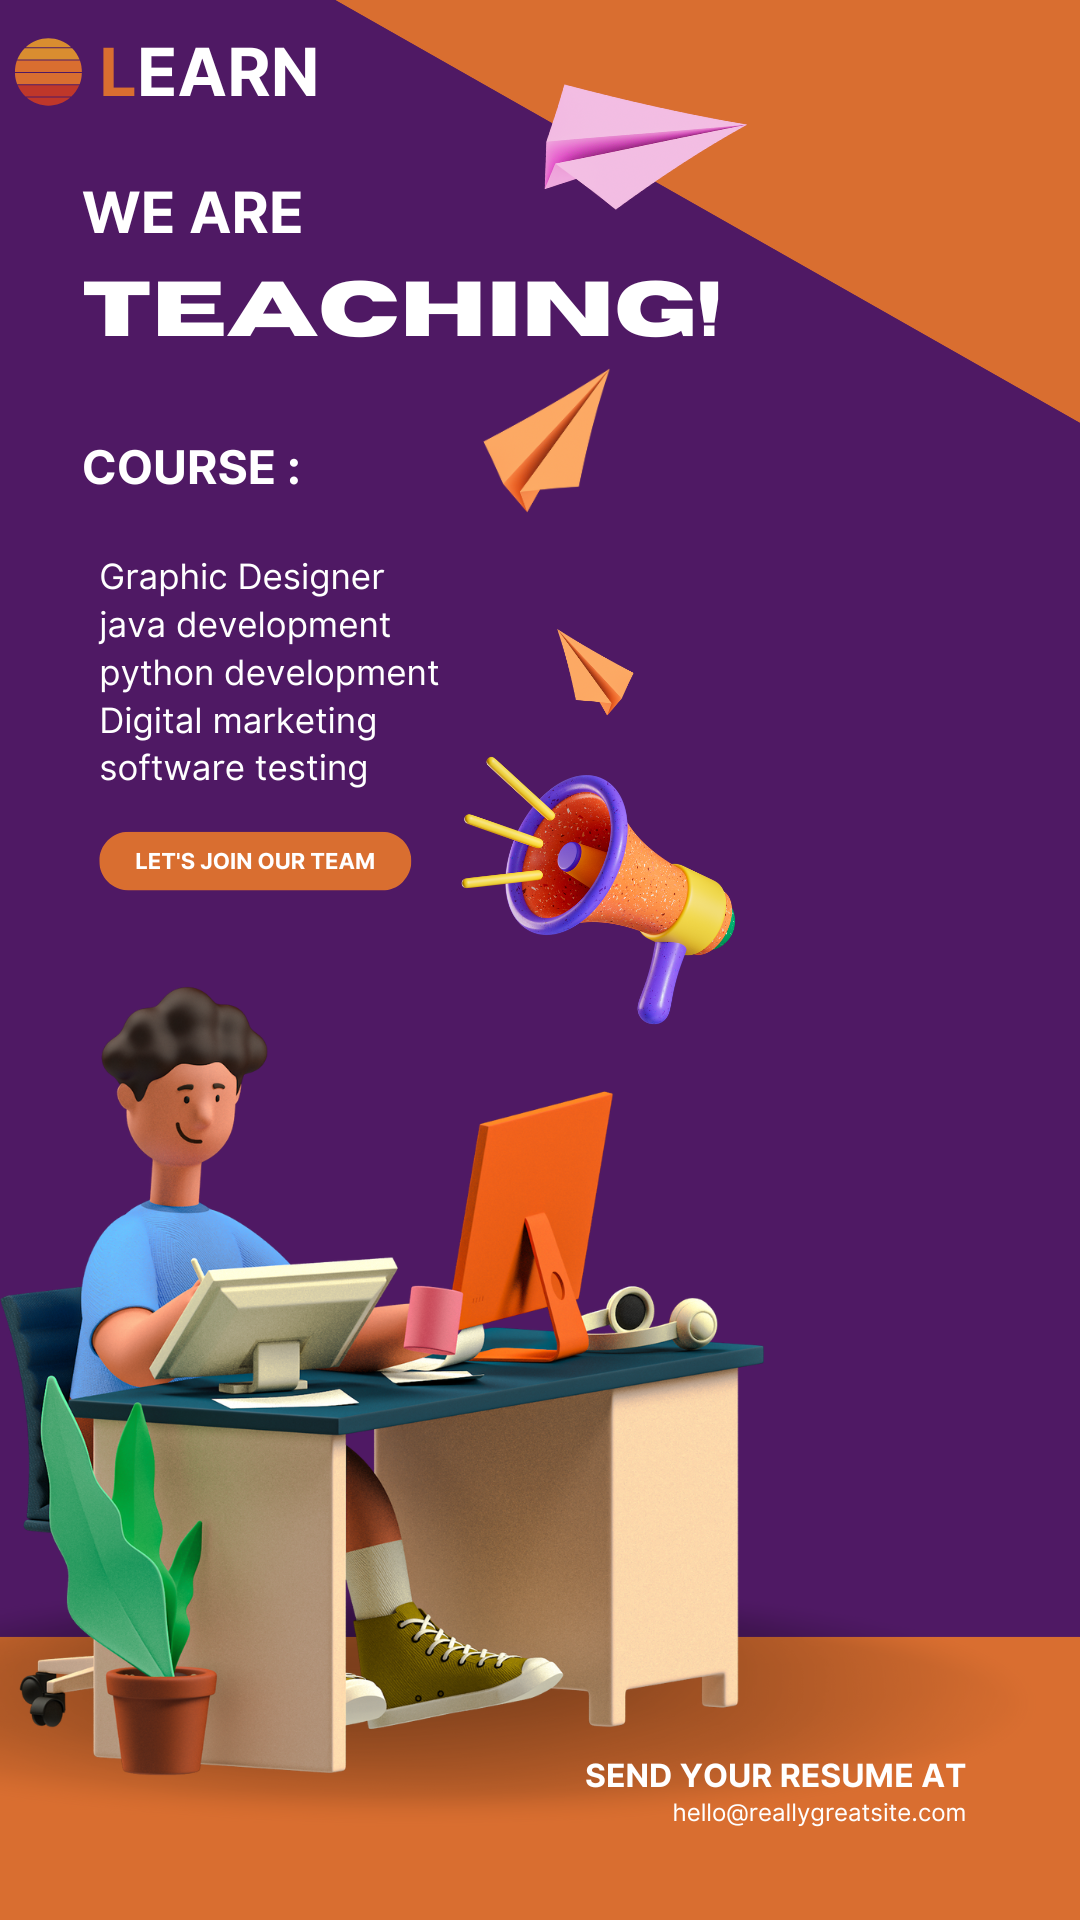 LEARN
WE ARE
TEACHING!
COURSE :
Graphic Designer
java development
python development
Digital marketing
software testing
LET'S JOIN OUR TEAM
SEND YOUR RESUME AT
hello@reallygreatsite.com